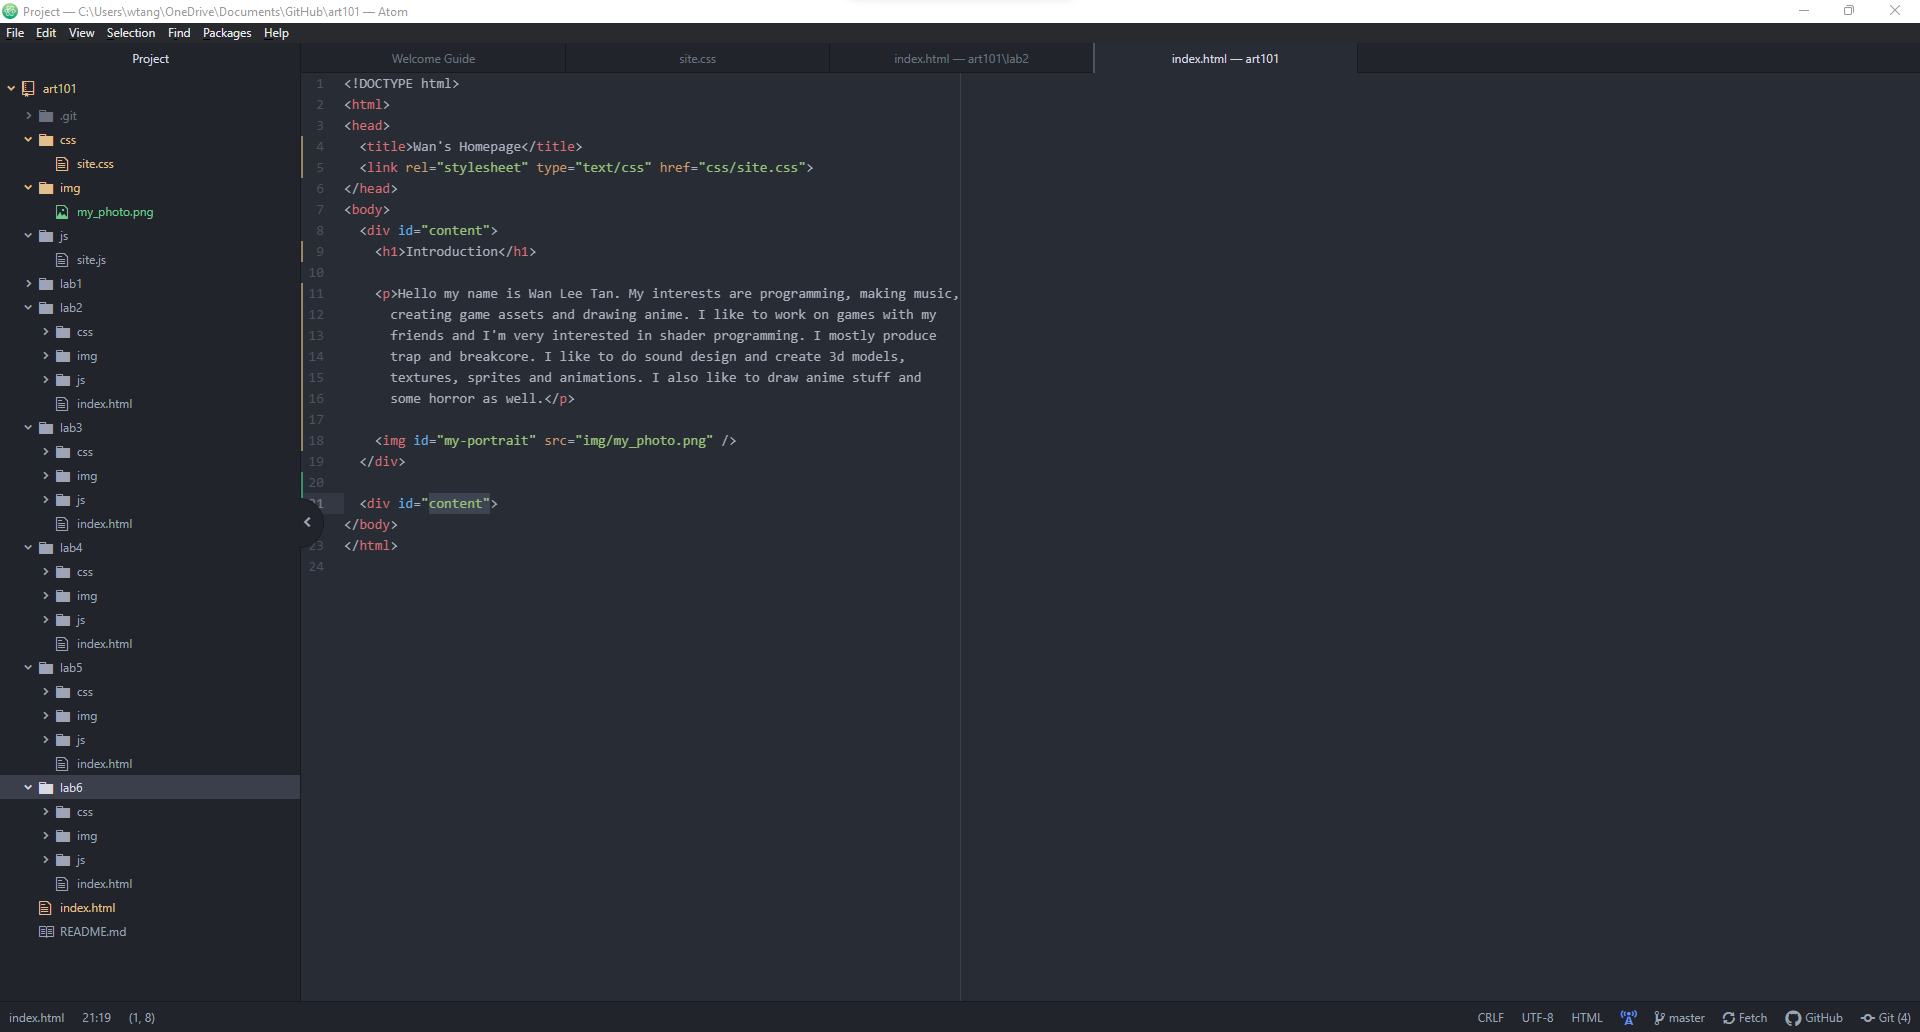 Project — C:\Users\wtang\OneDrive\Documents\GitHub\art101 — Atom
File Edit View Selection Find Packages Help
Project
art101
.git
css
site.css
img
my_photo.png
js
site.js
lab1
lab2
css
img
js
index.html
lab3
css
img
js
index.html
lab4
css
img
js
index.html
lab5
css
img
js
index.html
lab6
css
img
js
index.html
index.html
README.md
Welcome Guide
site.css
index.html — art101\lab2
index.html — art101
1 <!DOCTYPE html>
2 <html>
3 <head>
4 <title>Wan's Homepage</title>
5 <link rel="stylesheet" type="text/css" href="css/site.css">
6 </head>
7 <body>
8 <div id="content">
9 <h1>Introduction</h1>
10
11 <p>Hello my name is Wan Lee Tan. My interests are programming, making music,
12 creating game assets and drawing anime. I like to work on games with my
13 friends and I'm very interested in shader programming. I mostly produce
14 trap and breakcore. I like to do sound design and create 3d models,
15 textures, sprites and animations. I also like to draw anime stuff and
16 some horror as well.</p>
17
18 <img id="my-portrait" src="img/my_photo.png" />
19 </div>
20
21 <div id="content">
</body>
23 </html>
24
index.html 21:19 (1, 8)
CRLF UTF-8 HTML master Fetch GitHub Git (4)